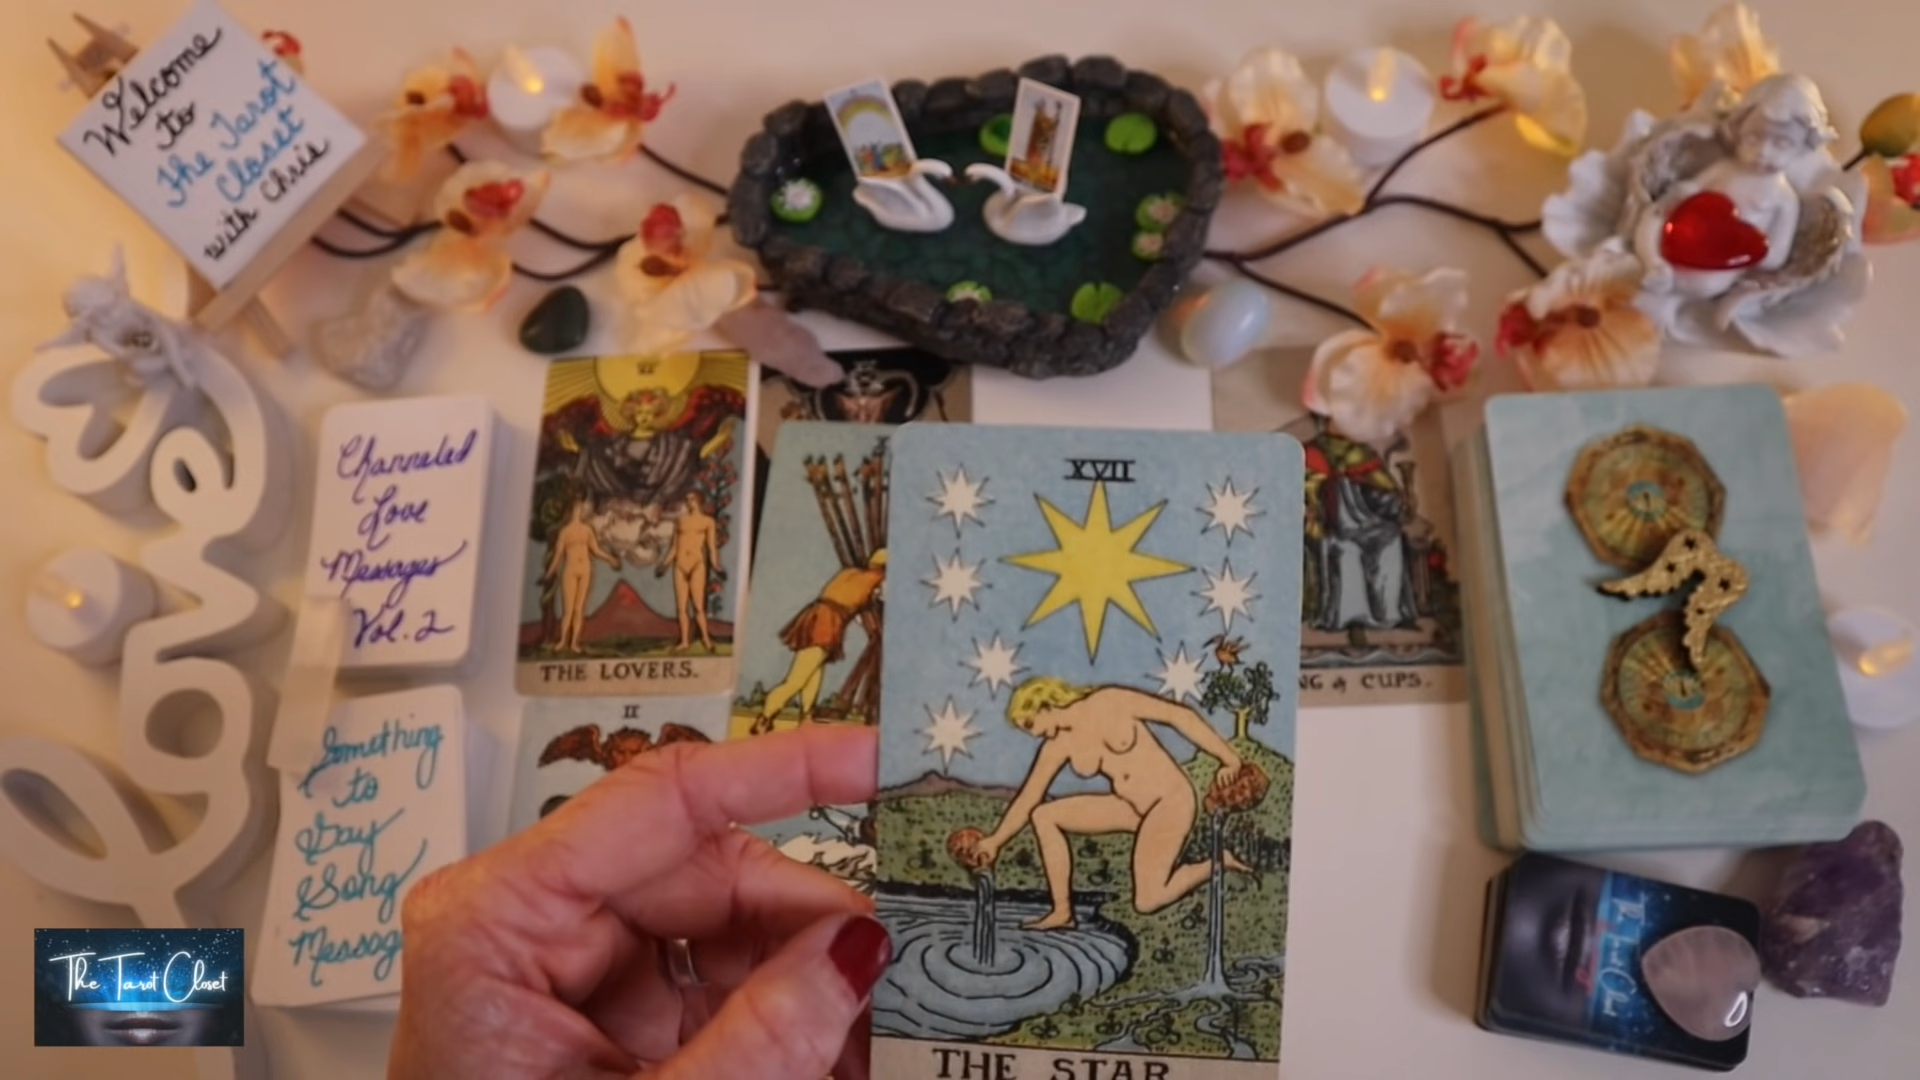 Welcome
to
the Tarot
Closet
with Chris
Channeled
Love
Messages
Vol. 2
Something
to
Say
Song
Messag
THE LOVERS.
II
XVII
THE STAR
NG of CUPS.
The Tarot Closet